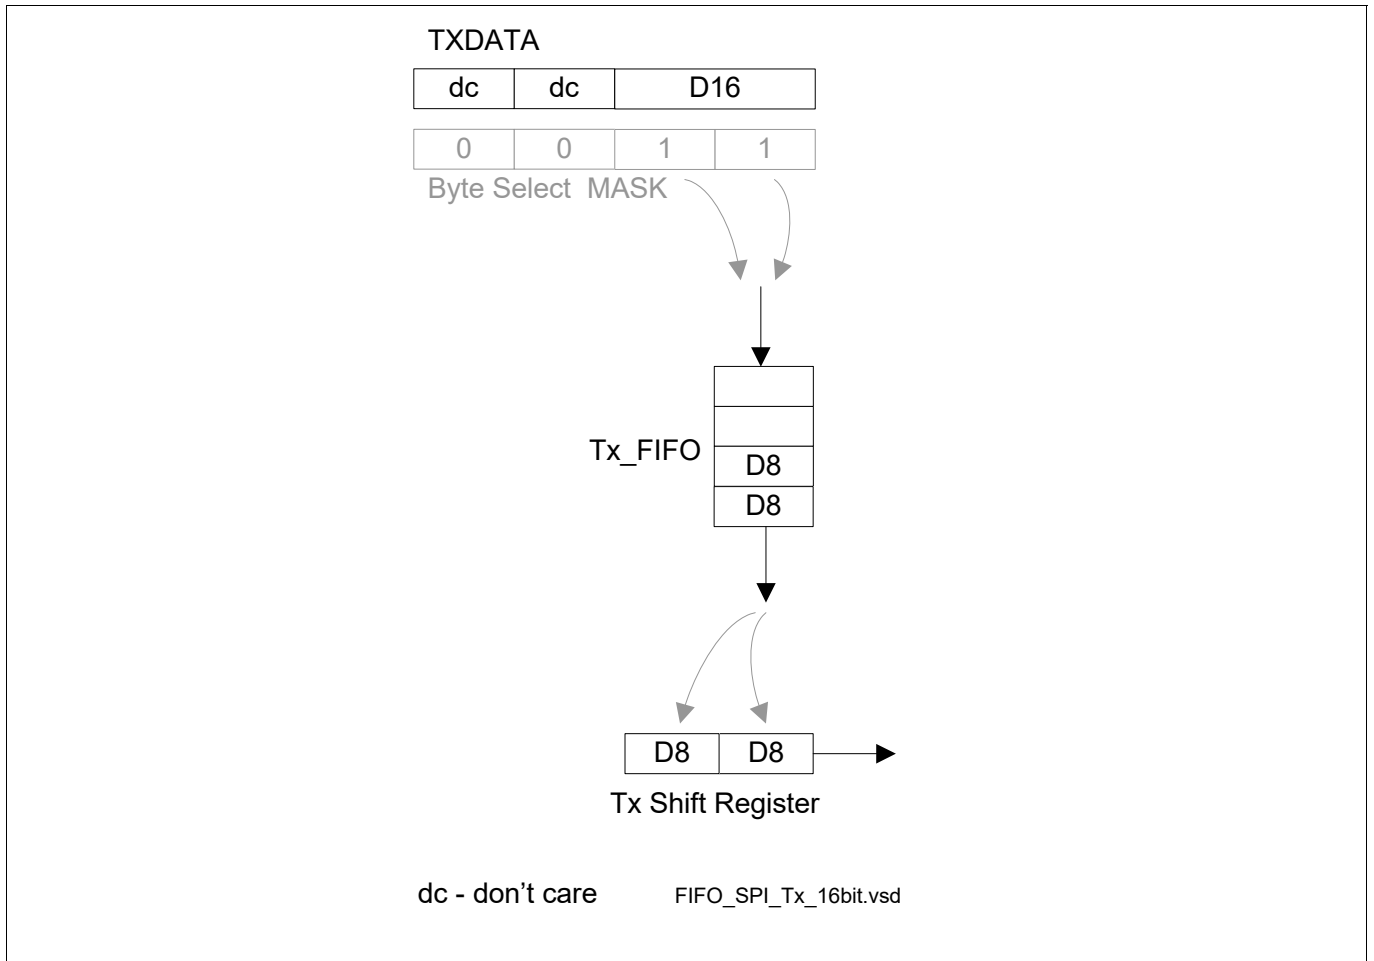 TXDATA
dc dc D16
0 0 1 1
Byte Select MASK
Tx_FIFO
D8
D8
D8 D8
Tx Shift Register
dc - don't care FIFO_SPI_Tx_16bit.vsd